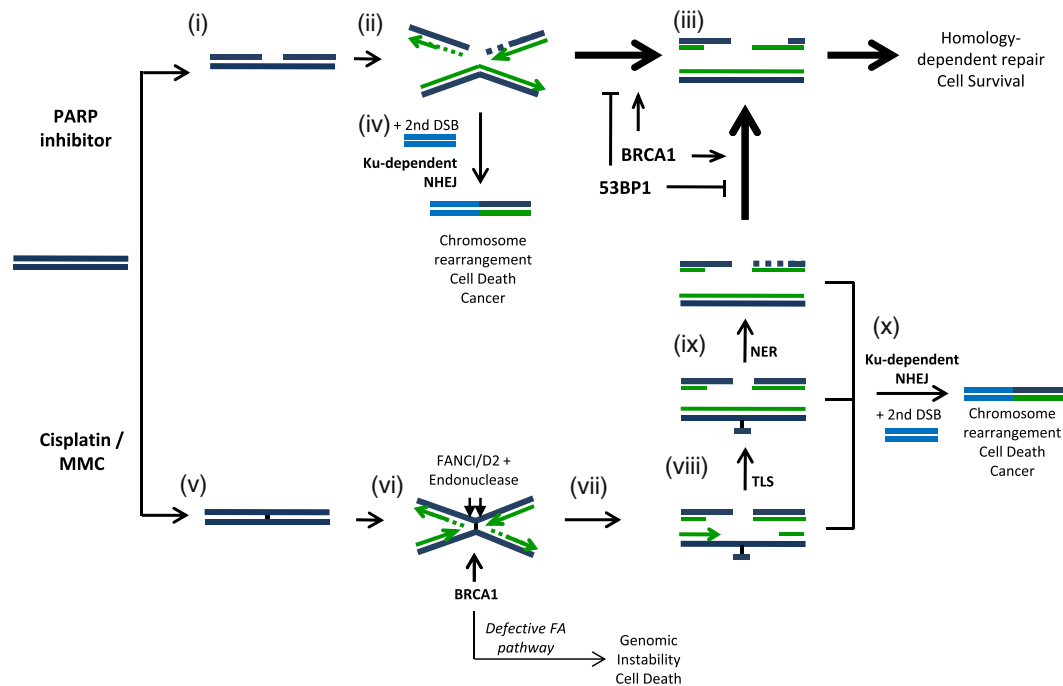 (i)
(ii)
(iii)
Homology-
dependent repair
Cell Survival
PARP
inhibitor
(iv)
+ 2nd DSB
Ku-dependent
NHEJ
BRCA1
53BP1
Chromosome
rearrangement
Cell Death
Cancer
(ix)
NER
(x)
Ku-dependent
NHEJ
+ 2nd DSB
Chromosome
rearrangement
Cell Death
Cancer
Cisplatin /
MMC
(v)
(vi)
FANCI/D2 +
Endonuclease
(vii)
(viii)
TLS
BRCA1
Defective FA
pathway
Genomic
Instability
Cell Death